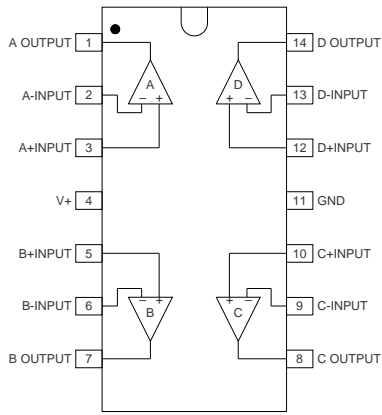 A OUTPUT 1 14 D OUTPUT
A D
A-INPUT 2 − + + − 13 D-INPUT
A+INPUT 3 12 D+INPUT
V+ 4 11 GND
B+INPUT 5 10 C+INPUT
B-INPUT 6 − + + − 9 C-INPUT
B C
B OUTPUT 7 8 C OUTPUT